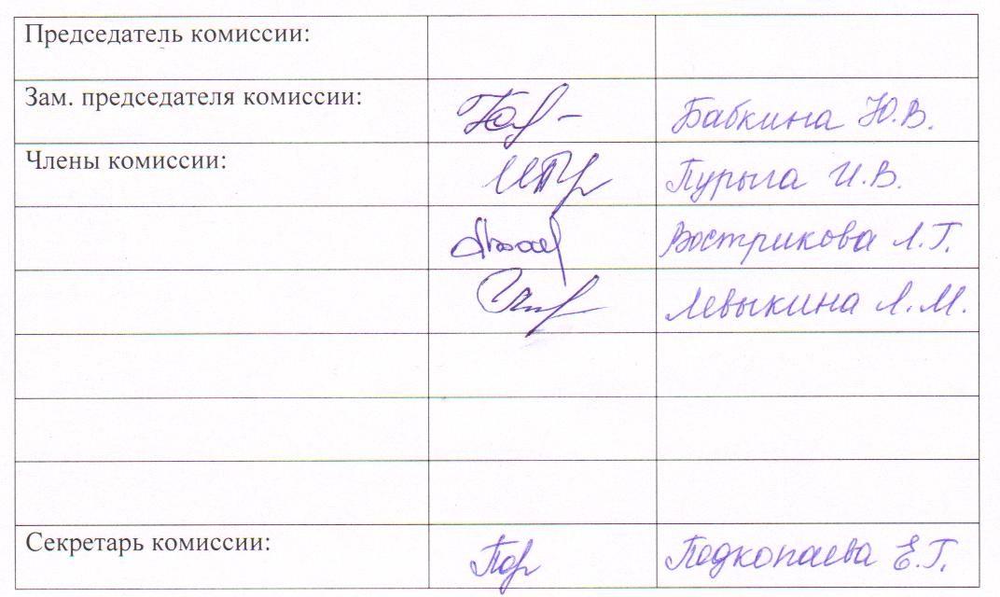 Председатель комиссии:
Зам. председателя комиссии: Бабкина Ю.В.
Члены комиссии: Пурыга И.В.
Вострикова Л.Г.
Левыкина Л.М.
Секретарь комиссии: Подкопаева Е.Г.